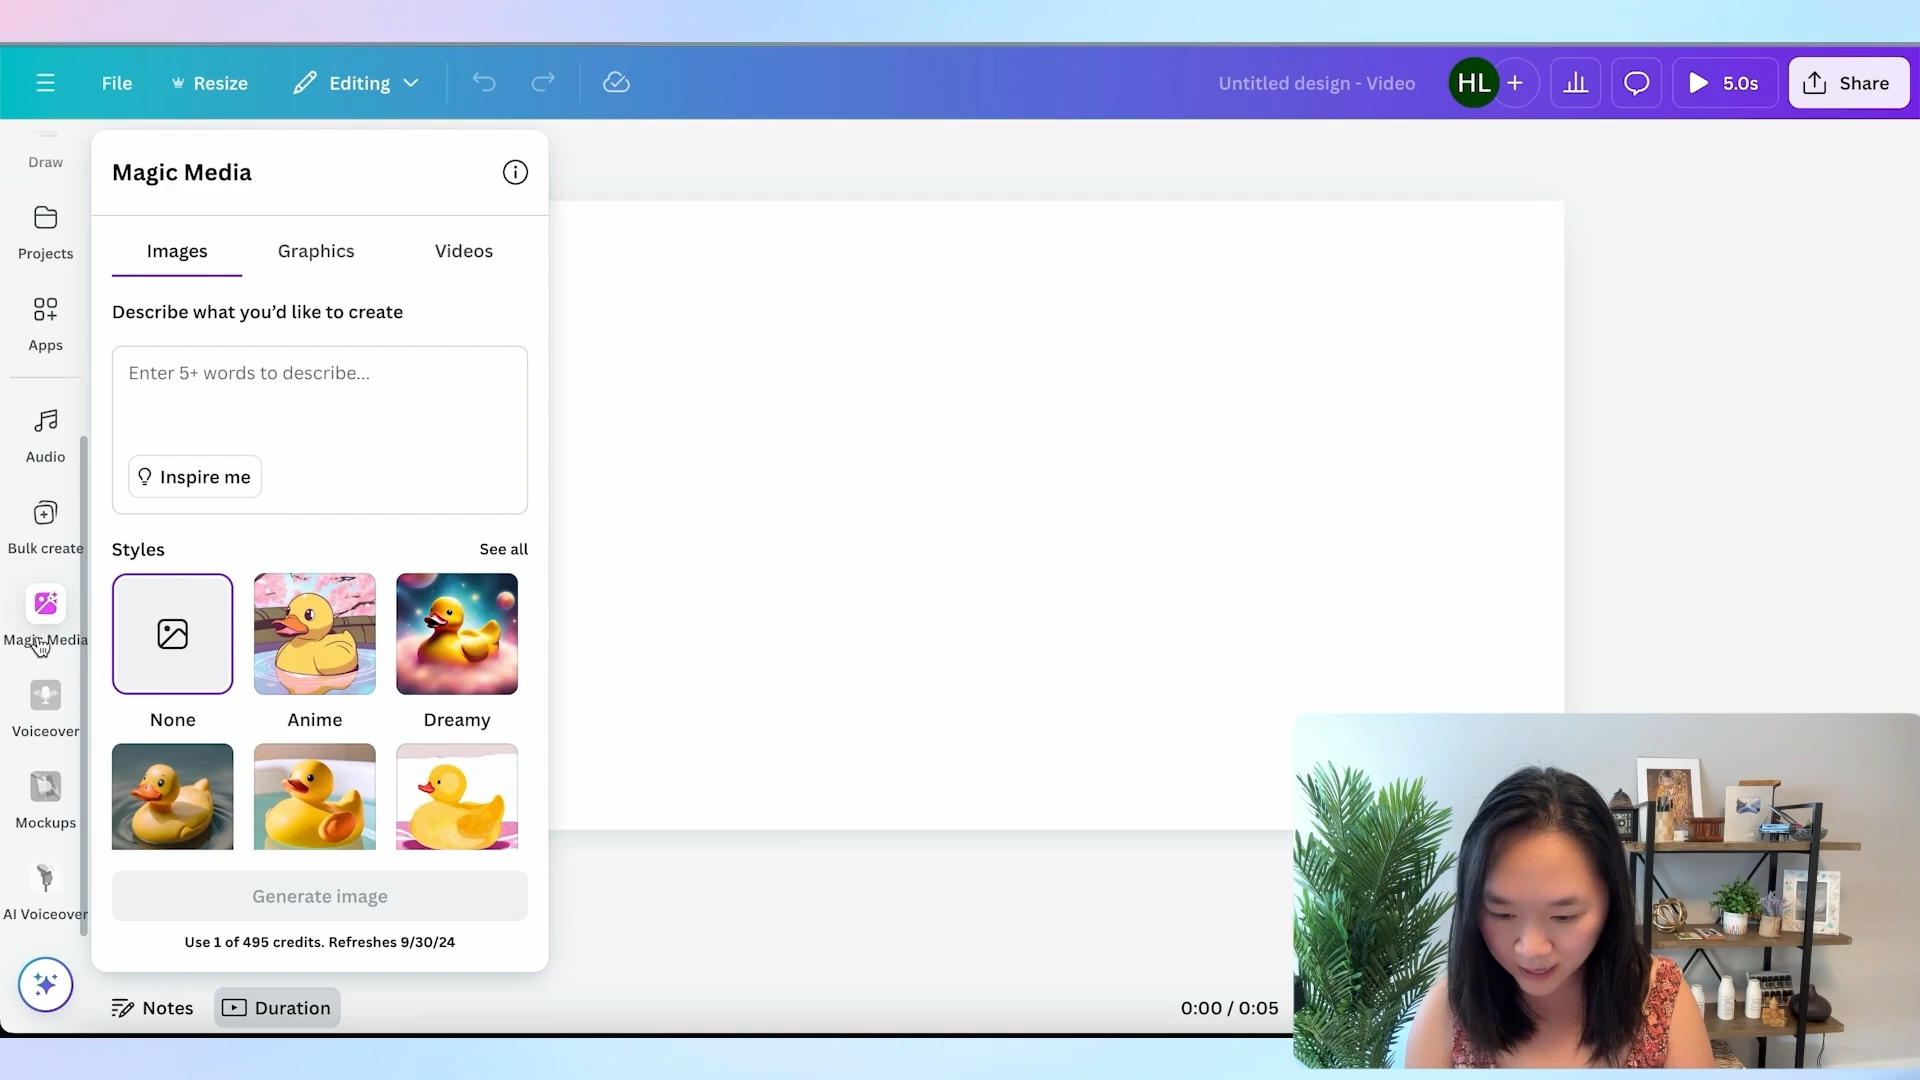 File
Resize
Editing
Untitled design - Video
HL
5.0s
Share
Draw
Projects
Apps
Audio
Bulk create
Magic Media
Voiceover
Mockups
AI Voiceover
Magic Media
Images
Graphics
Videos
Describe what you’d like to create
Enter 5+ words to describe...
Inspire me
Styles
See all
None
Anime
Dreamy
Generate image
Use 1 of 495 credits. Refreshes 9/30/24
Notes
Duration
0:00 / 0:05